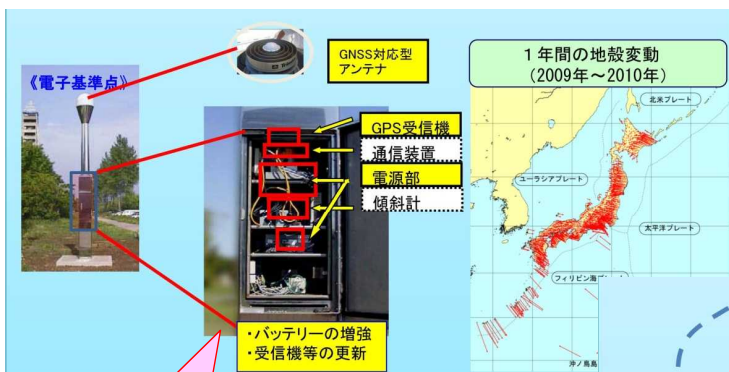 《電子基準点》
GNSS対応型
アンテナ
GPS受信機
通信装置
電源部
傾斜計
・バッテリーの増強
・受信機等の更新
1年間の地殻変動
(2009年～2010年)
北米プレート
ユーラシアプレート
太平洋プレート
フィリピン海
沖ノ鳥島